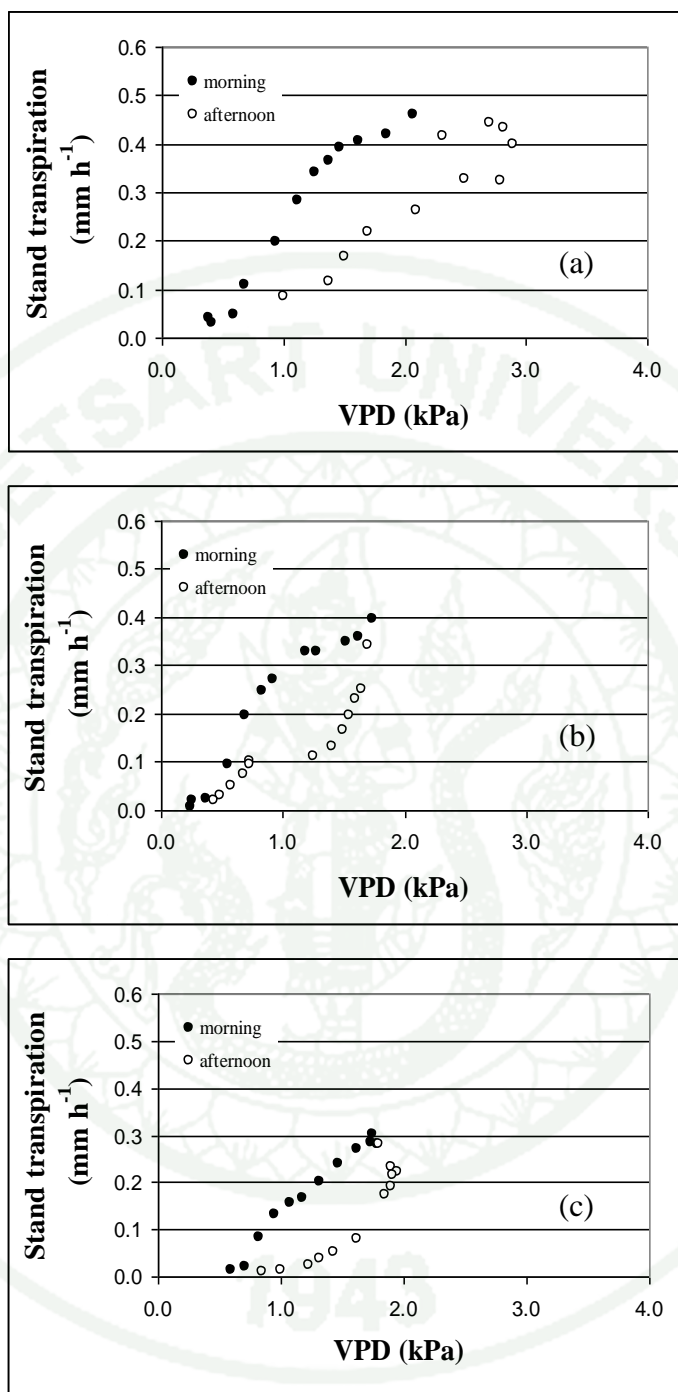 Stand transpiration
(mm h-1)
0.6
0.5
0.4
0.3
0.2
0.1
0.0
morning
afternoon
(a)
0.0 1.0 2.0 3.0 4.0
VPD (kPa)
Stand transpiration
(mm h-1)
0.6
0.5
0.4
0.3
0.2
0.1
0.0
morning
afternoon
(b)
0.0 1.0 2.0 3.0 4.0
VPD (kPa)
Stand transpiration
(mm h-1)
0.6
0.5
0.4
0.3
0.2
0.1
0.0
morning
afternoon
(c)
0.0 1.0 2.0 3.0 4.0
VPD (kPa)
ETSART UNIVERS
1943